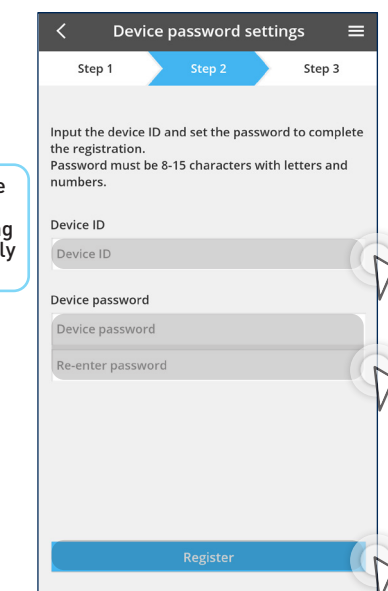 Device password settings
Step 1 Step 2 Step 3
Input the device ID and set the password to complete
the registration.
Password must be 8-15 characters with letters and
numbers.
Device ID
Device ID
Device password
Device password
Re-enter password
Register